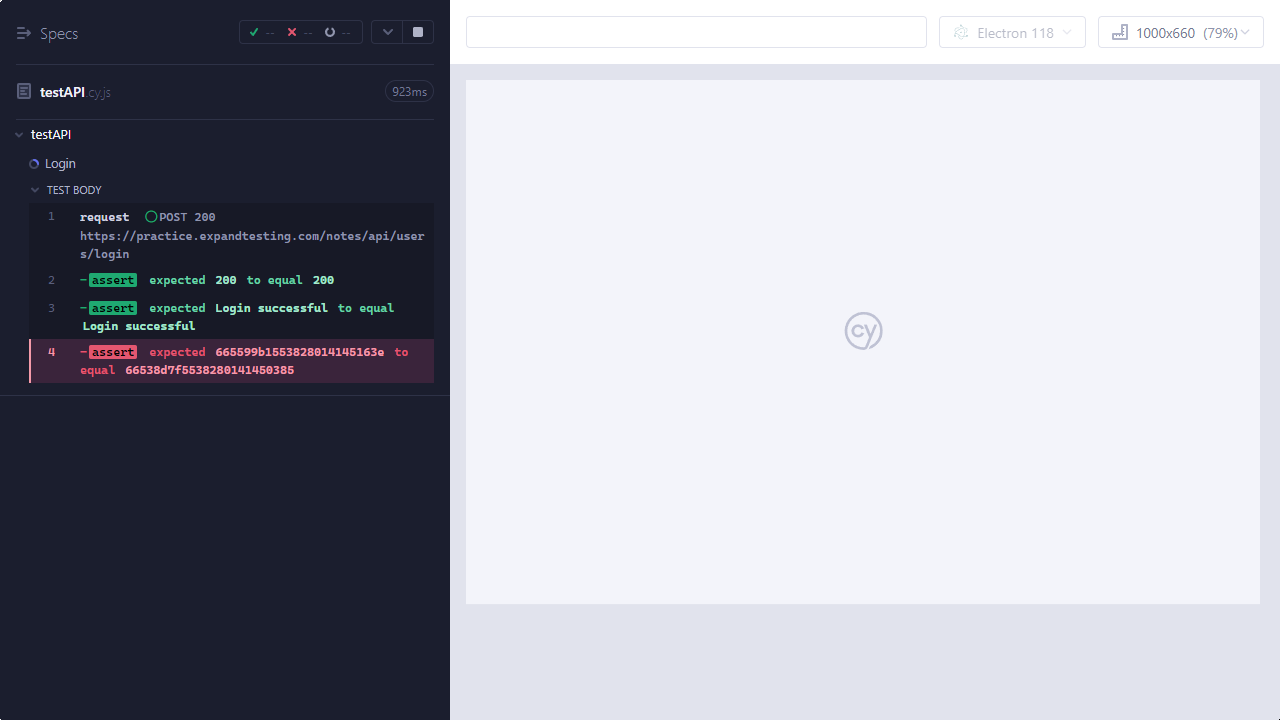 Specs
-- -- --
Electron 118
1000x660 (79%)
testAPI.cy.js
923ms
testAPI
Login
TEST BODY
1 request POST 200
https://practice.expandtesting.com/notes/api/user
s/login
2 -assert expected 200 to equal 200
3 -assert expected Login successful to equal
Login successful
4 -assert expected 665599b1553828014145163e to
equal 66538d7f5538280141450385
cy